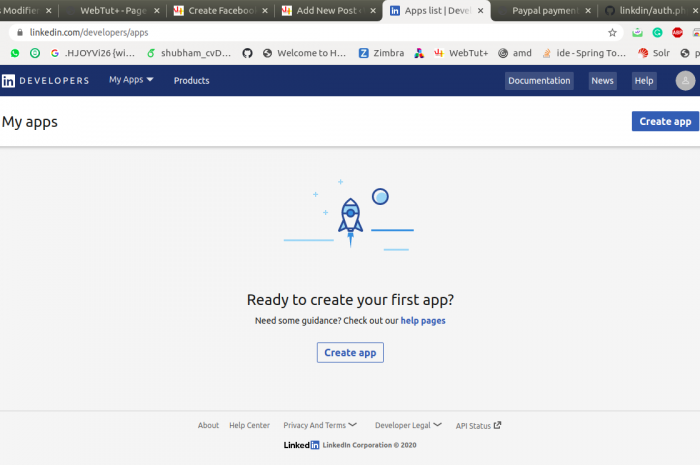 s Modifier
WebTut+ - Page
Create Facebook
Add New Post
Apps list | Devel
Paypal payment
linkdin/auth.ph
linkedin.com/developers/apps
.HJOYVi26 {wi...
shubham_cvD...
Welcome to H...
Zimbra
WebTut+
amd
ide - Spring To...
Solr
p
in DEVELOPERS
My Apps
Products
Documentation
News
Help
My apps
Create app
Ready to create your first app?
Need some guidance? Check out our help pages
Create app
About
Help Center
Privacy And Terms
Developer Legal
API Status
LinkedIn LinkedIn Corporation © 2020